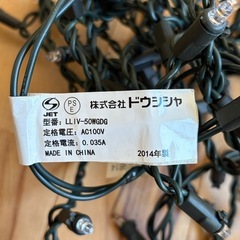 S
JET
PS
E
株式会社 ドウシシャ
型番: LLIV-50WGDG
定格電圧: AC100V
定格電流: 0.035A
MADE IN CHINA
2014年製